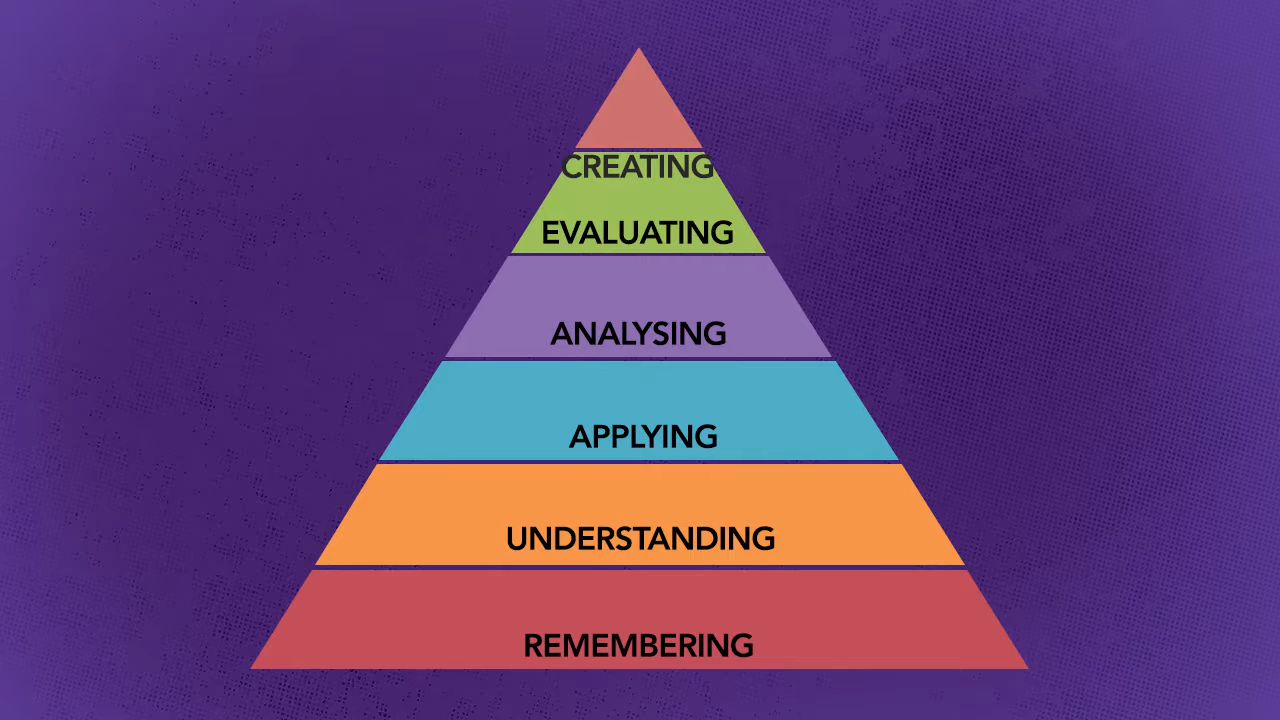 CREATING
EVALUATING
ANALYSING
APPLYING
UNDERSTANDING
REMEMBERING